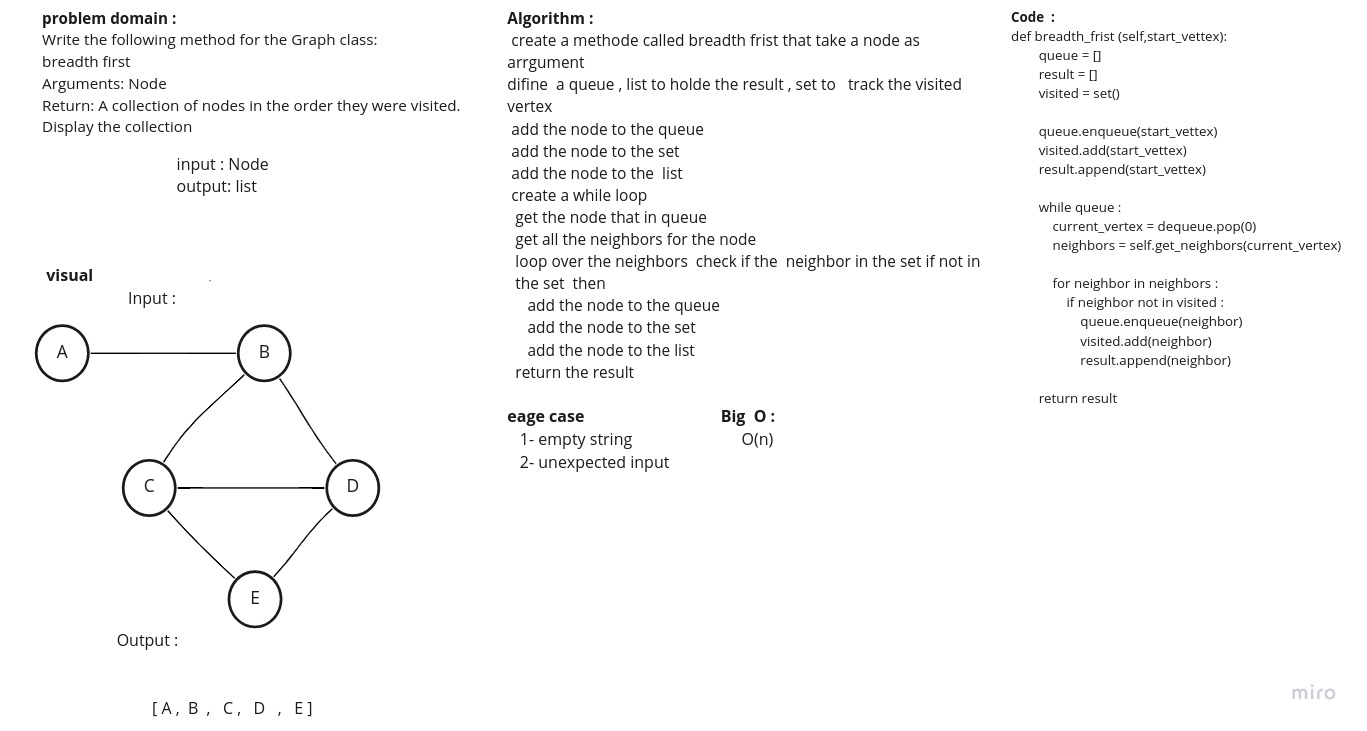 problem domain :
Write the following method for the Graph class:
breadth first
Arguments: Node
Return: A collection of nodes in the order they were visited.
Display the collection
input : Node
output: list
visual
Input :
A
B
C
D
E
Output :
[ A , B , C , D , E ]
Algorithm :
create a methode called breadth frist that take a node as
arrgument
difine a queue , list to holde the result , set to track the visited
vertex
add the node to the queue
add the node to the set
add the node to the list
create a while loop
get the node that in queue
get all the neighbors for the node
loop over the neighbors check if the neighbor in the set if not in
the set then
add the node to the queue
add the node to the set
add the node to the list
return the result
eage case
1- empty string
2- unexpected input
Big O :
O(n)
Code :
def breadth_frist (self,start_vettex):
queue = []
result = []
visited = set()
queue.enqueue(start_vettex)
visited.add(start_vettex)
result.append(start_vettex)
while queue :
current_vertex = dequeue.pop(0)
neighbors = self.get_neighbors(current_vertex)
for neighbor in neighbors :
if neighbor not in visited :
queue.enqueue(neighbor)
visited.add(neighbor)
result.append(neighbor)
return result
miro